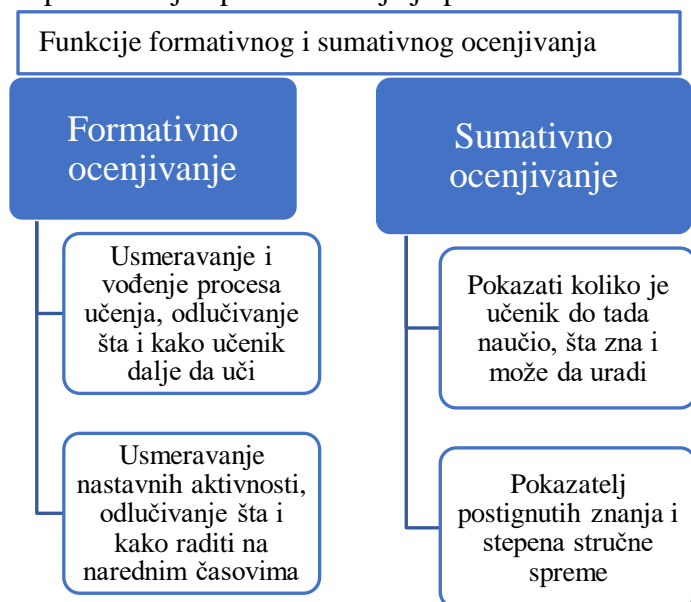 Funkcije formativnog i sumativnog ocenjivanja
Formativno
ocenjivanje
Usmeravanje i
vođenje procesa
učenja, odlučivanje
šta i kako učenik
dalje da uči
Usmeravanje
nastavnih aktivnosti,
odlučivanje šta i
kako raditi na
narednim časovima
Sumativno
ocenjivanje
Pokazati koliko je
učenik do tada
naučio, šta zna i
može da uradi
Pokazatelj
postignutih znanja i
stepena stručne
spreme